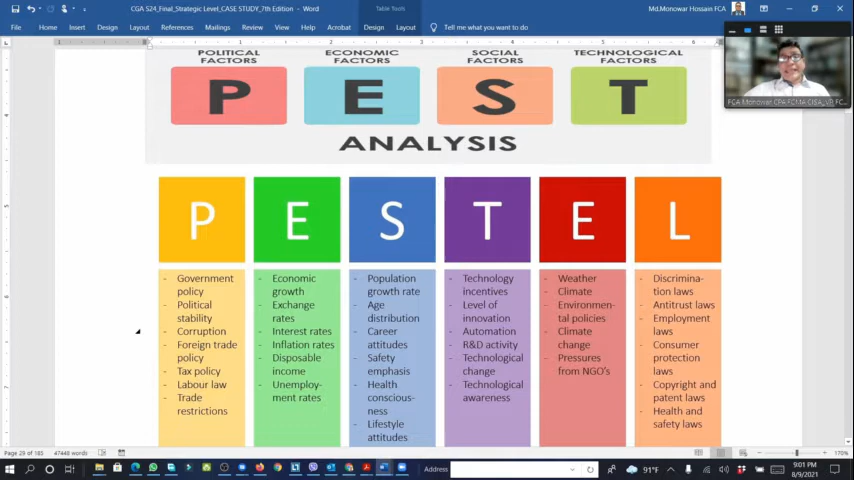 CGA S24_Final_Strategic Level_CASE STUDY_7th Edition - Word
Table Tools
Md.Monowar Hossain FCA
File Home Insert Design Layout References Mailings Review View Help Acrobat Design Layout Tell me what you want to do
POLITICAL FACTORS
ECONOMIC FACTORS
SOCIAL FACTORS
TECHNOLOGICAL FACTORS
P E S T
ANALYSIS
FCA Monowar CPA FCMA CISA_VP, FC...
P E S T E L
- Government
policy
- Political
stability
- Corruption
- Foreign trade
policy
- Tax policy
- Labour law
- Trade
restrictions
- Economic
growth
- Exchange
rates
- Interest rates
- Inflation rates
- Disposable
income
- Unemploy-
ment rates
- Population
growth rate
- Age
distribution
- Career
attitudes
- Safety
emphasis
- Health
conscious-
ness
- Lifestyle
attitudes
- Technology
incentives
- Level of
innovation
- Automation
- R&D activity
- Technological
change
- Technological
awareness
- Weather
- Climate
- Environmen-
tal policies
- Climate
change
- Pressures
from NGO's
- Discrimina-
tion laws
- Antitrust laws
- Employment
laws
- Consumer
protection
laws
- Copyright and
patent laws
- Health and
safety laws
Page 29 of 185 47448 words 170%
Address
91°F
9:01 PM
8/9/2021